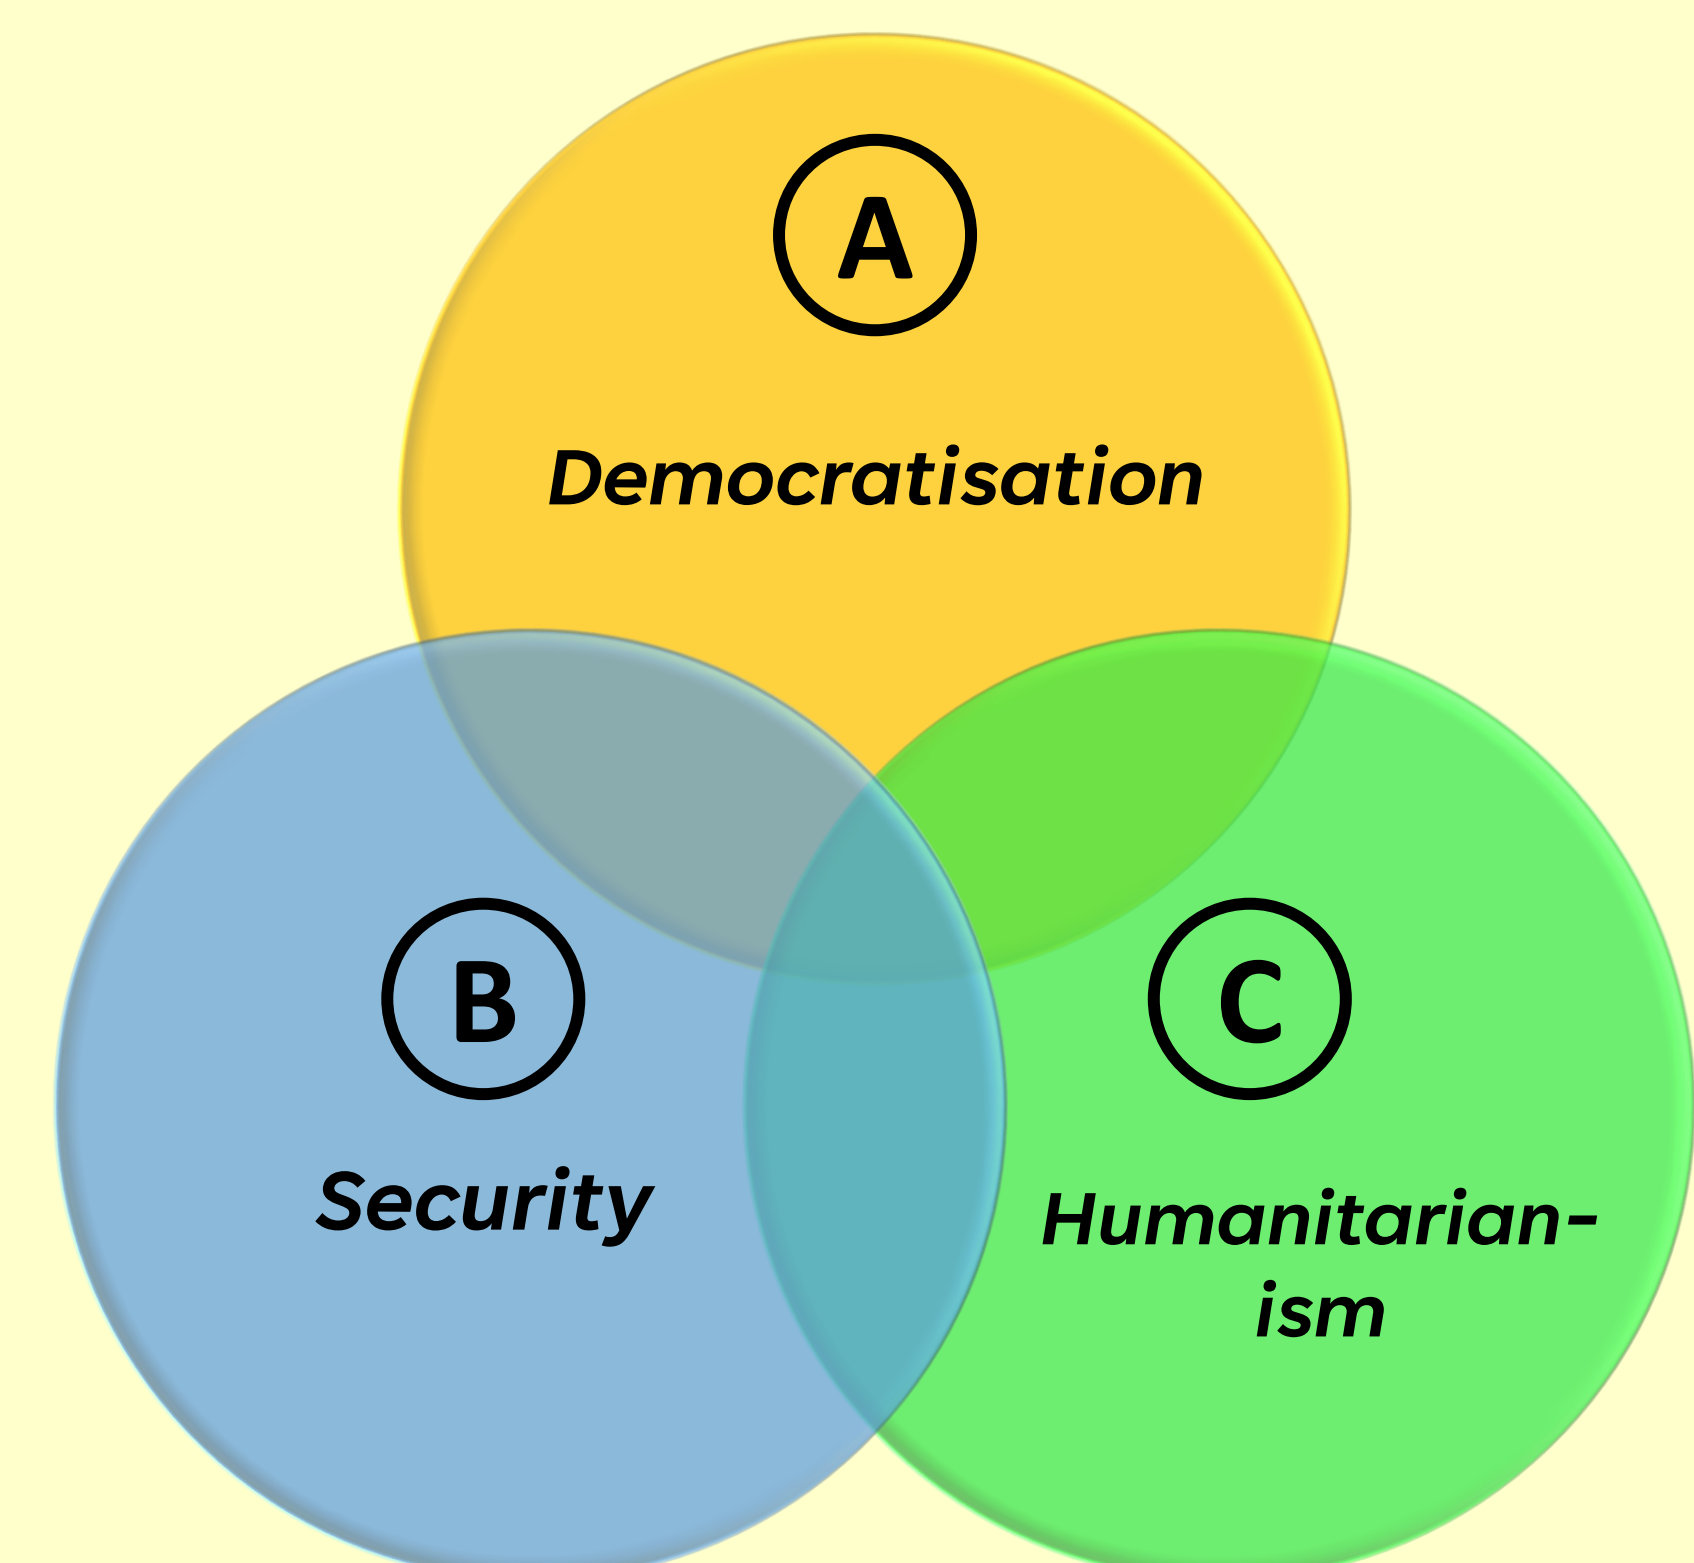 A
Democratisation
B
Security
C
Humanitarian-
ism